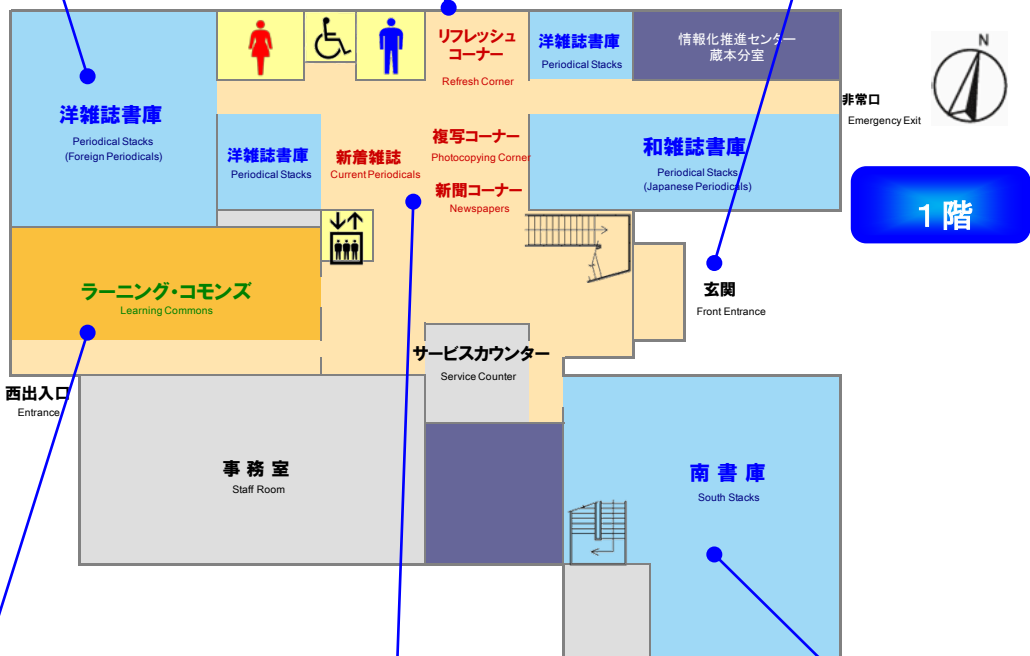 リフレッシュ
コーナー
Refresh Corner
洋雑誌書庫
Periodical Stacks
情報化推進センター
蔵本分室
N
洋雑誌書庫
Periodical Stacks
(Foreign Periodicals)
洋雑誌書庫
Periodical Stacks
新着雑誌
Current Periodicals
複写コーナー
Photocopying Corner
新聞コーナー
Newspapers
和雑誌書庫
Periodical Stacks
(Japanese Periodicals)
非常口
Emergency Exit
1階
ラーニング・コモンズ
Learning Commons
玄関
Front Entrance
サービスカウンター
Service Counter
西出入口
Entrance
事務室
Staff Room
南書庫
South Stacks